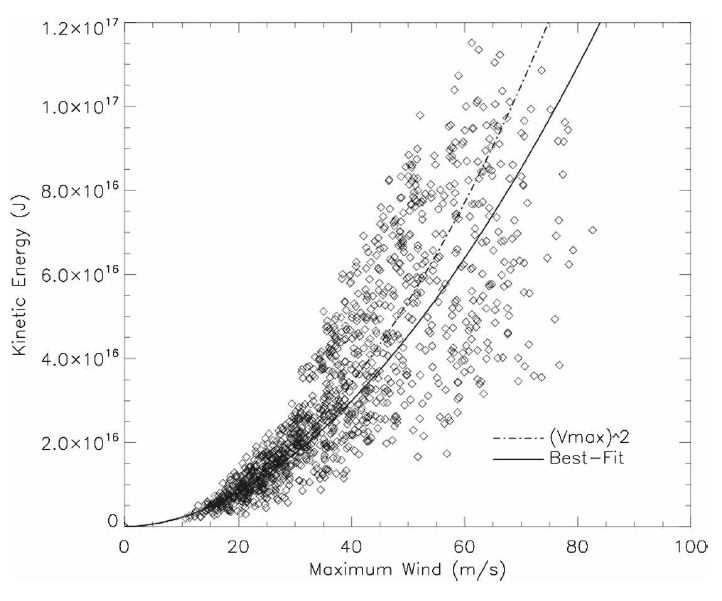 Kinetic Energy (J)
1.2×10^17
1.0×10^17
8.0×10^16
6.0×10^16
4.0×10^16
2.0×10^16
0
(Vmax)^2
Best-Fit
0 20 40 60 80 100
Maximum Wind (m/s)